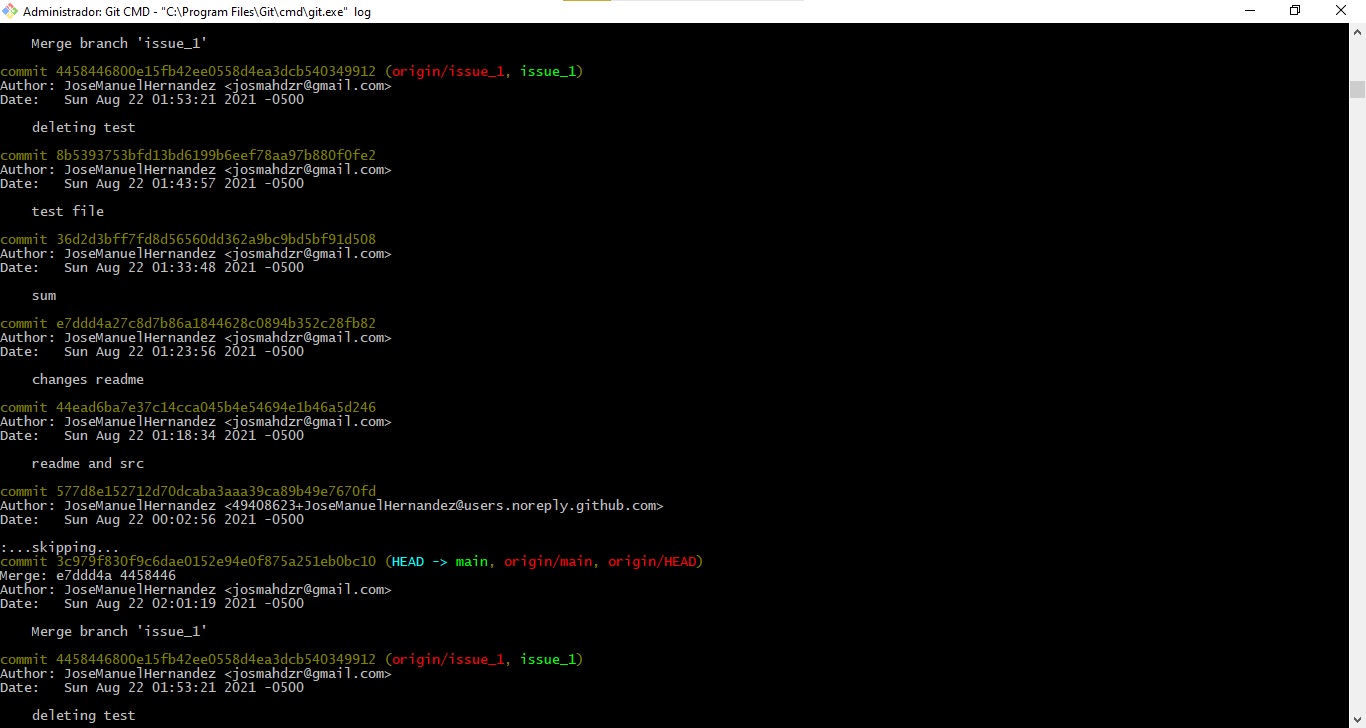 Administrador: Git CMD - "C:\Program Files\Git\cmd\git.exe" log
Merge branch 'issue_1'
commit 4458446800e15fb42ee0558d4ea3dcb540349912 (origin/issue_1, issue_1)
Author: JoseManuelHernandez <josmahdzr@gmail.com>
Date:   Sun Aug 22 01:53:21 2021 -0500
deleting test
commit 8b5393753bfd13bd6199b6eef78aa97b880f0fe2
Author: JoseManuelHernandez <josmahdzr@gmail.com>
Date:   Sun Aug 22 01:43:57 2021 -0500
test file
commit 36d2d3bff7fd8d56560dd362a9bc9bd5bf91d508
Author: JoseManuelHernandez <josmahdzr@gmail.com>
Date:   Sun Aug 22 01:33:48 2021 -0500
sum
commit e7ddd4a27c8d7b86a1844628c0894b352c28fb82
Author: JoseManuelHernandez <josmahdzr@gmail.com>
Date:   Sun Aug 22 01:23:56 2021 -0500
changes readme
commit 44ead6ba7e37c14cca045b4e54694e1b46a5d246
Author: JoseManuelHernandez <josmahdzr@gmail.com>
Date:   Sun Aug 22 01:18:34 2021 -0500
readme and src
commit 577d8e152712d70dcaba3aaa39ca89b49e7670fd
Author: JoseManuelHernandez <49408623+JoseManuelHernandez@users.noreply.github.com>
Date:   Sun Aug 22 00:02:56 2021 -0500
:...skipping...
commit 3c979f830f9c6dae0152e94e0f875a251eb0bc10 (HEAD -> main, origin/main, origin/HEAD)
Merge: e7ddd4a 4458446
Author: JoseManuelHernandez <josmahdzr@gmail.com>
Date:   Sun Aug 22 02:01:19 2021 -0500
Merge branch 'issue_1'
commit 4458446800e15fb42ee0558d4ea3dcb540349912 (origin/issue_1, issue_1)
Author: JoseManuelHernandez <josmahdzr@gmail.com>
Date:   Sun Aug 22 01:53:21 2021 -0500
deleting test